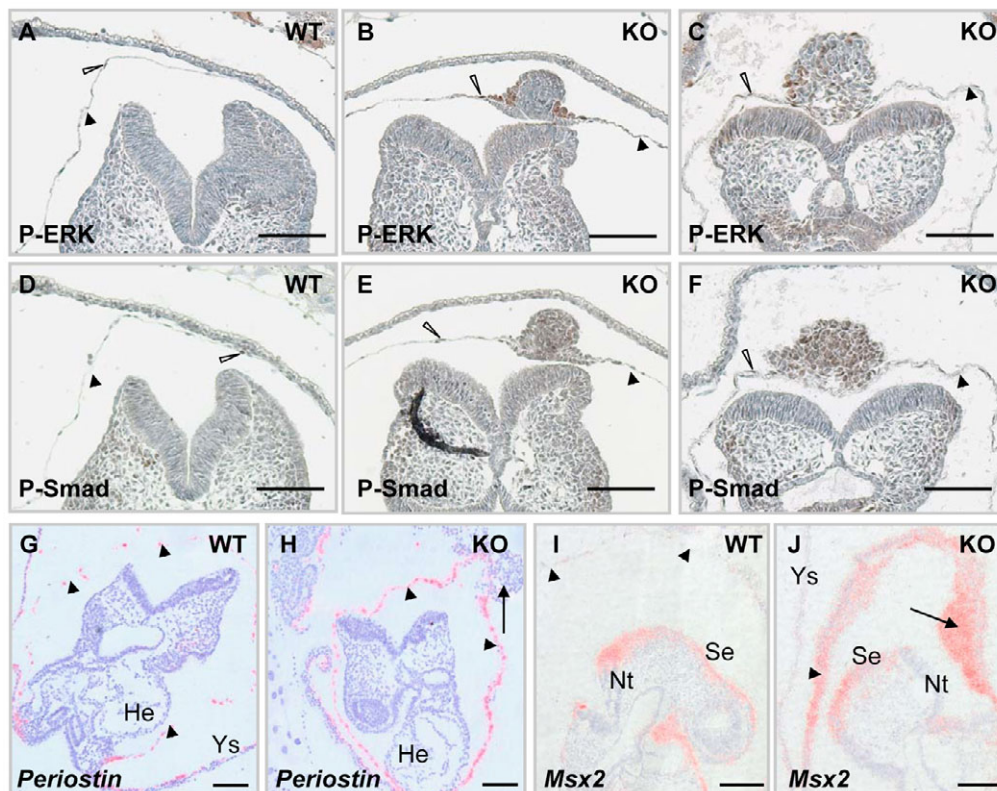 A WT
B KO
C KO
P-ERK
P-ERK
P-ERK
D WT
E KO
F KO
P-Smad
P-Smad
P-Smad
G WT
H KO
I WT
J KO
Ys
Se
Se
Nt
Nt
He
He
Ys
Periostin
Periostin
Msx2
Msx2